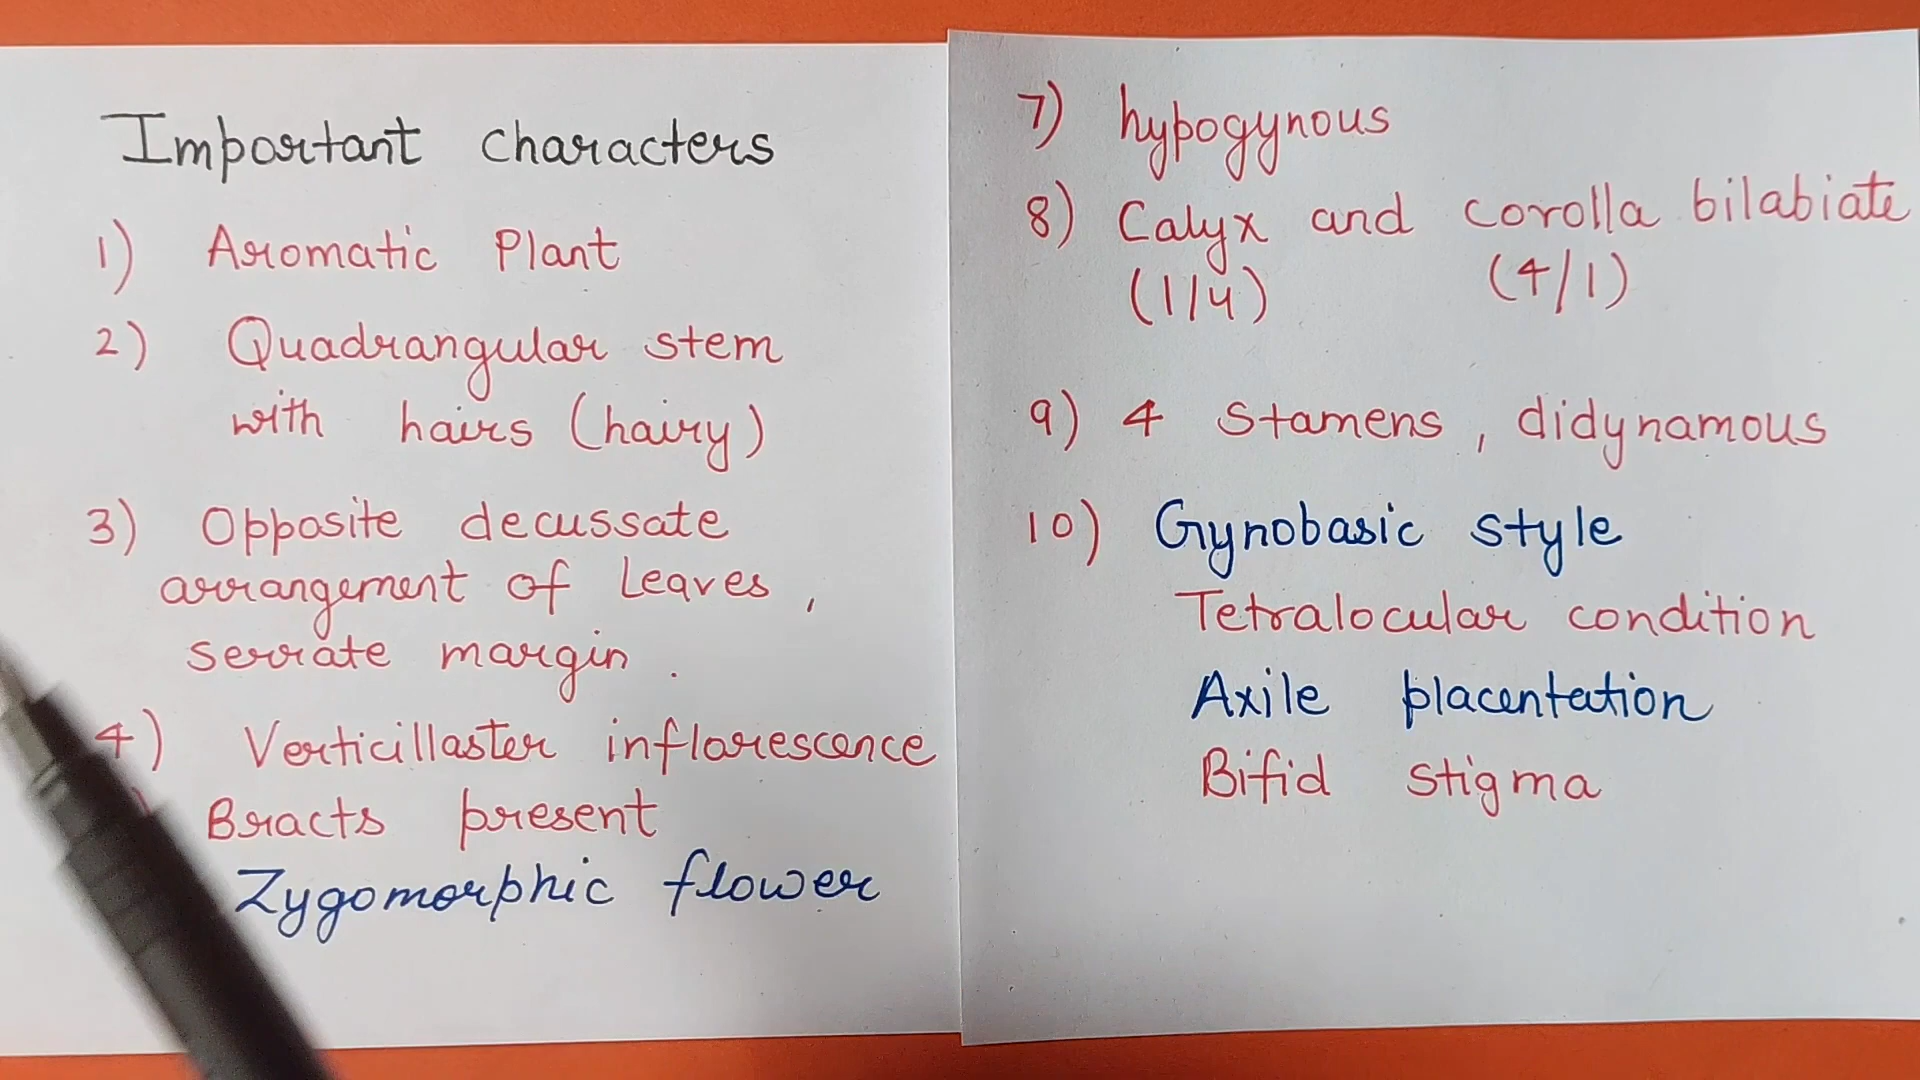 Important characters
1) Aromatic Plant
2) Quadrangular stem
with hairs (hairy)
3) Opposite decussate
arrangement of Leaves,
serrate margin.
4) Verticillaster inflorescence
) Bracts present
Zygomorphic flower
7) hypogynous
8) Calyx and corolla bilabiate
(1/4) (4/1)
9) 4 Stamens, didynamous
10) Gynobasic style
Tetralocular condition
Axile placentation
Bifid stigma